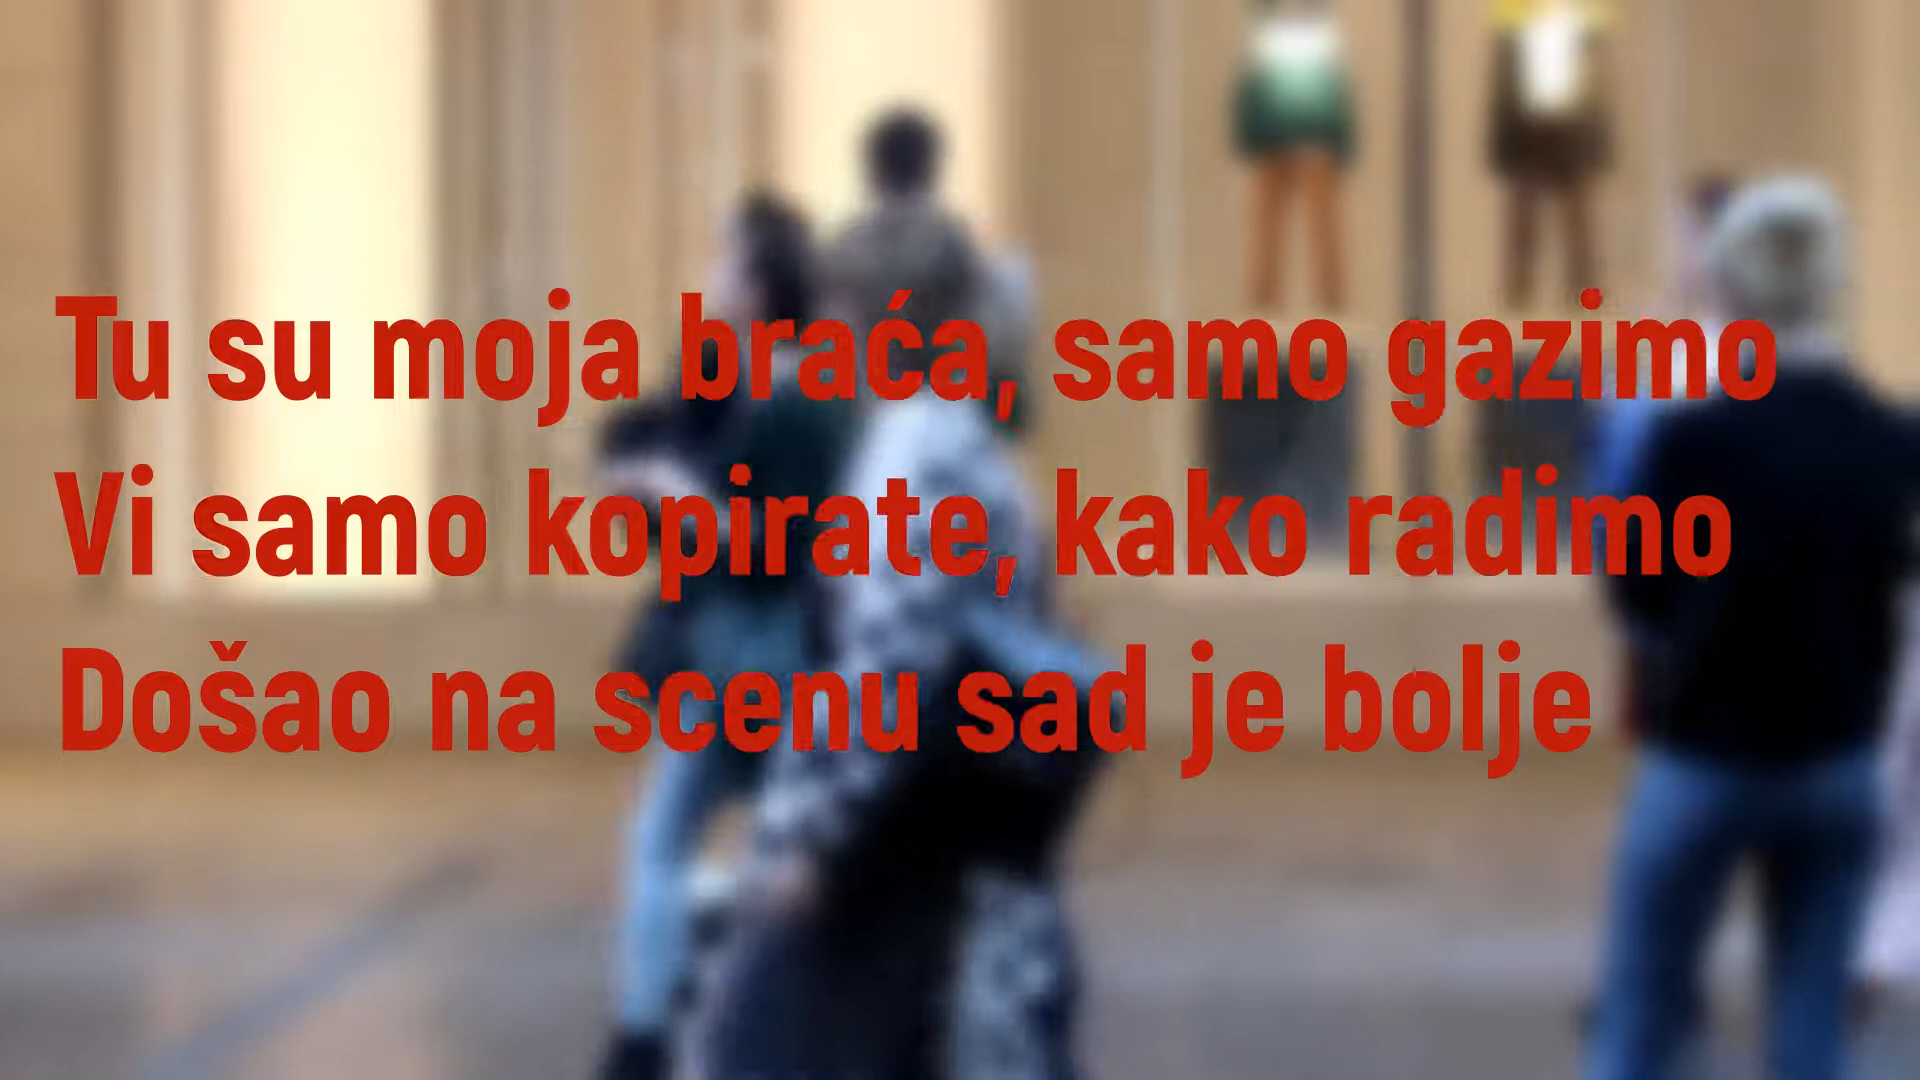 Tu su moja braća, samo gazimo
Vi samo kopirate, kako radimo
Došao na scenu sad je bolje